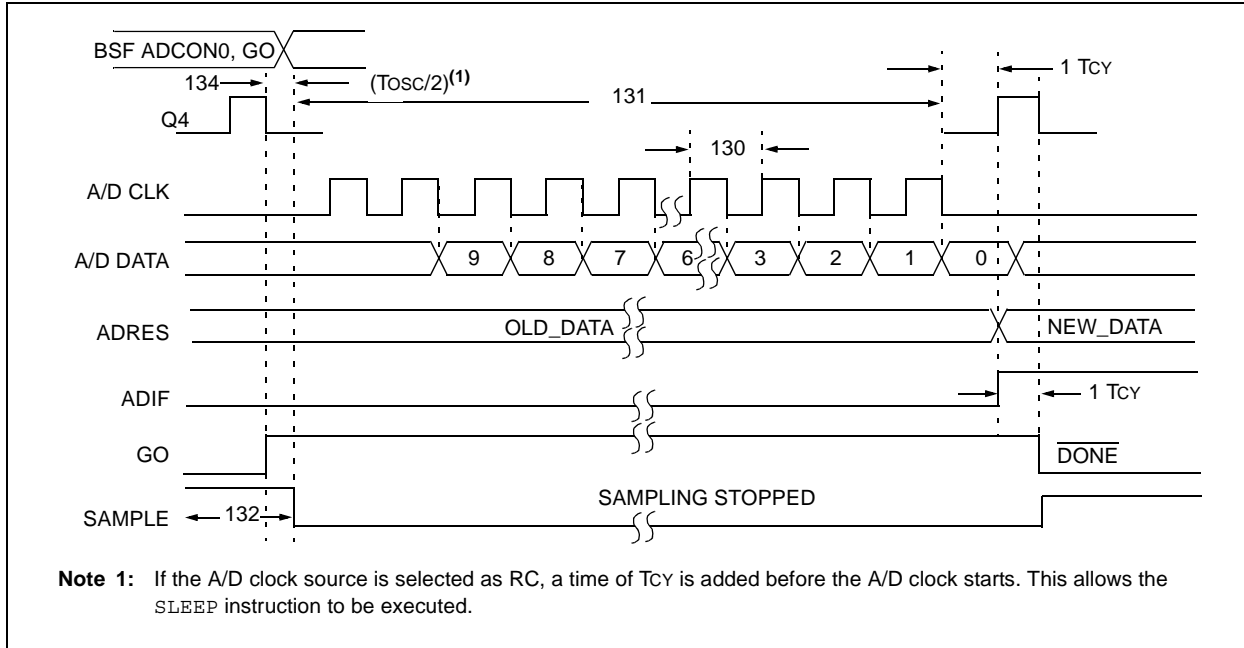 BSF ADCON0, GO
134
(TOSC/2)(1)
131
1 TCY
Q4
130
A/D CLK
A/D DATA
9 8 7 6 3 2 1 0
ADRES
OLD_DATA
NEW_DATA
ADIF
1 TCY
GO
DONE
SAMPLING STOPPED
SAMPLE
132
Note 1: If the A/D clock source is selected as RC, a time of TCY is added before the A/D clock starts. This allows the
SLEEP instruction to be executed.